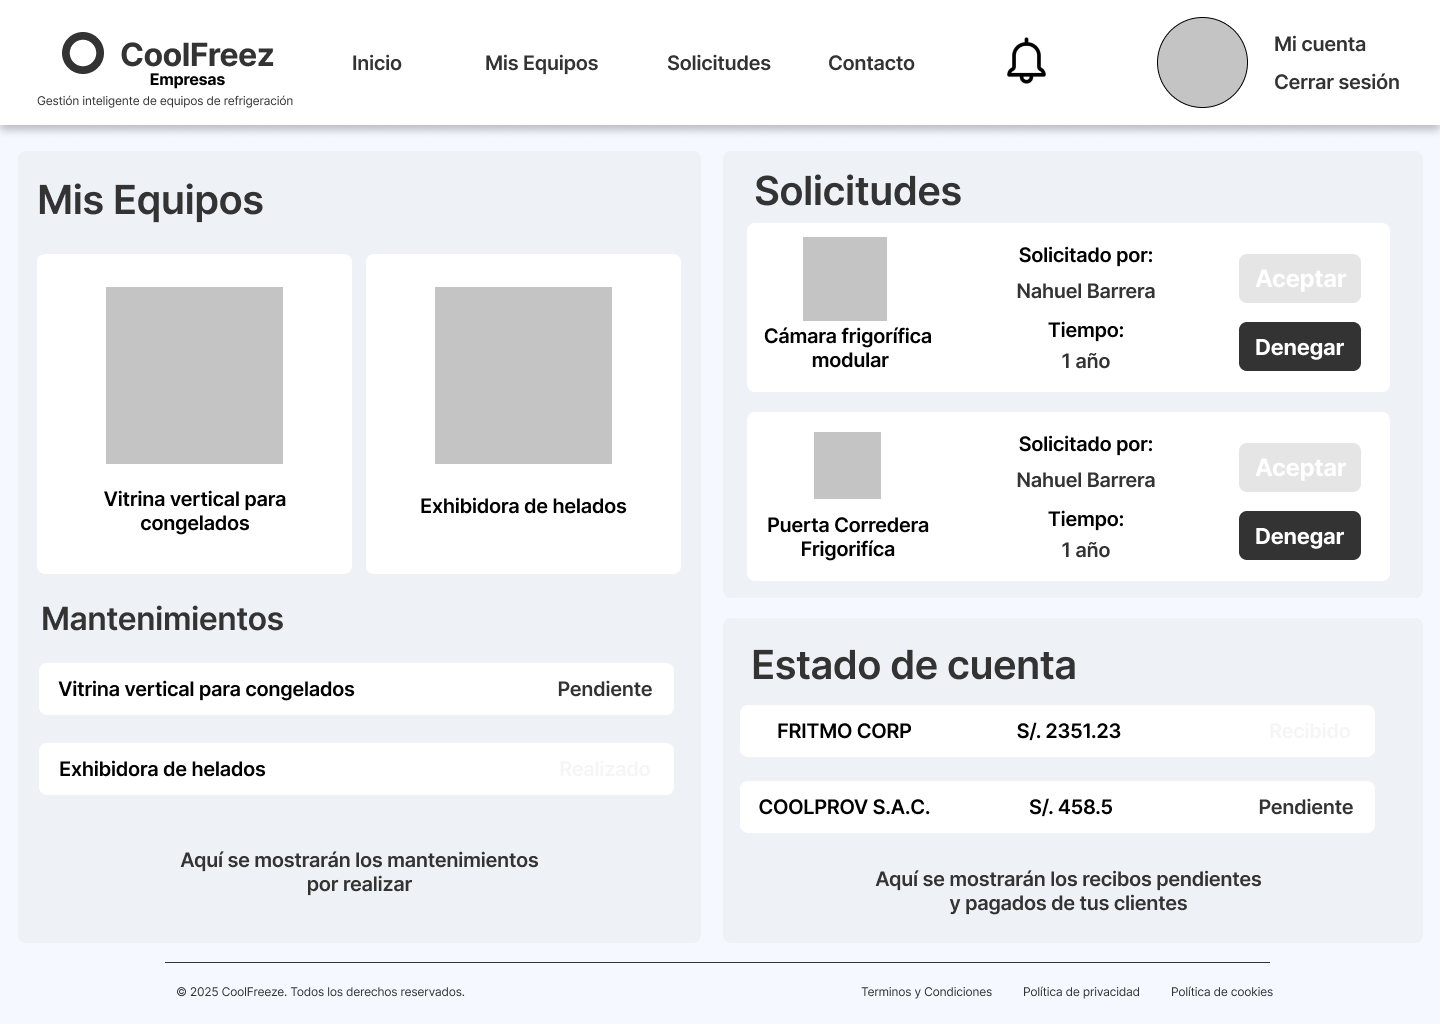 CoolFreez
Empresas
Gestión inteligente de equipos de refrigeración
Inicio
Mis Equipos
Solicitudes
Contacto
Mi cuenta
Cerrar sesión
Mis Equipos
Vitrina vertical para
congelados
Exhibidora de helados
Mantenimientos
Vitrina vertical para congelados
Pendiente
Exhibidora de helados
Realizado
Aquí se mostrarán los mantenimientos
por realizar
Solicitudes
Cámara frigorífica
modular
Solicitado por:
Nahuel Barrera
Tiempo:
1 año
Aceptar
Denegar
Puerta Corredera
Frigorifíca
Solicitado por:
Nahuel Barrera
Tiempo:
1 año
Aceptar
Denegar
Estado de cuenta
FRITMO CORP
S/. 2351.23
Recibido
COOLPROV S.A.C.
S/. 458.5
Pendiente
Aquí se mostrarán los recibos pendientes
y pagados de tus clientes
© 2025 CoolFreeze. Todos los derechos reservados.
Terminos y Condiciones
Política de privacidad
Política de cookies